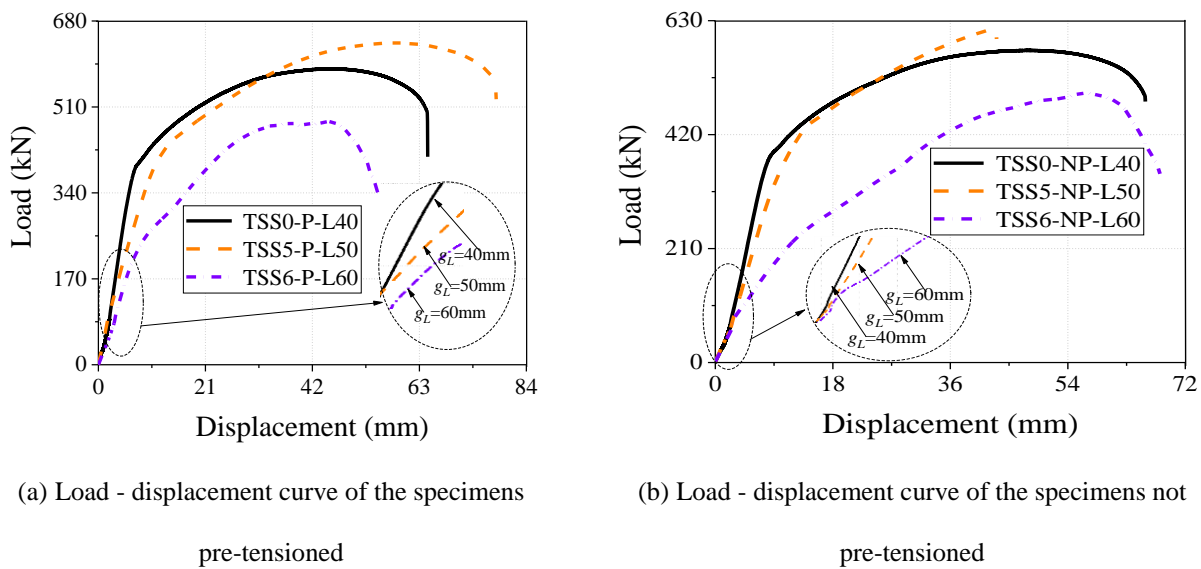 (a)
680
510
340
170
0
Load (kN)
TSS0-P-L40
TSS5-P-L50
TSS6-P-L60
gL=40mm
gL=50mm
gL=60mm
0 21 42 63 84
Displacement (mm)
(a) Load - displacement curve of the specimens
pre-tensioned
(b)
630
420
210
0
Load (kN)
TSS0-NP-L40
TSS5-NP-L50
TSS6-NP-L60
gL=60mm
gL=50mm
gL=40mm
0 18 36 54 72
Displacement (mm)
(b) Load - displacement curve of the specimens not
pre-tensioned